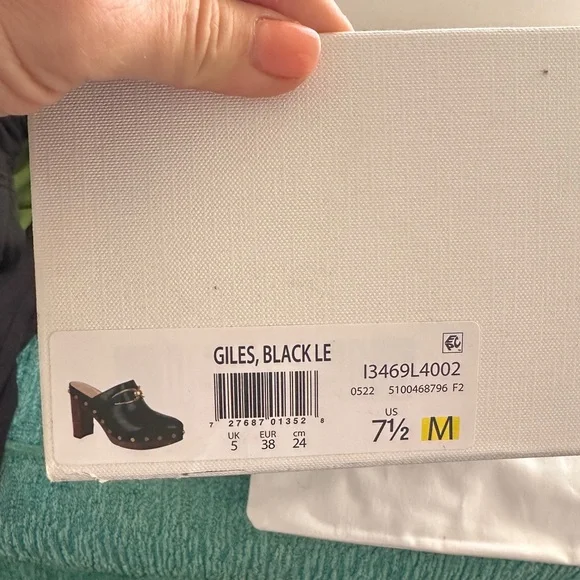 GILES, BLACK LE
I3469L4002
0522 5100468796 F2
7 27687 01352 8
UK EUR cm
5 38 24
US
7½ M